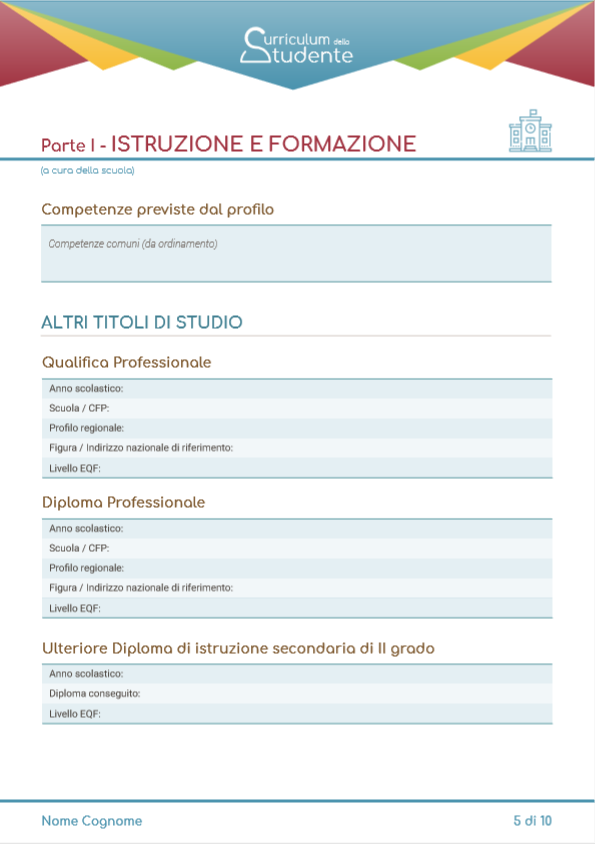 Curriculum dello
Studente
Parte I - ISTRUZIONE E FORMAZIONE
(a cura della scuola)
Competenze previste dal profilo
Competenze comuni (da ordinamento)
ALTRI TITOLI DI STUDIO
Qualifica Professionale
Anno scolastico:
Scuola / CFP:
Profilo regionale:
Figura / Indirizzo nazionale di riferimento:
Livello EQF:
Diploma Professionale
Anno scolastico:
Scuola / CFP:
Profilo regionale:
Figura / Indirizzo nazionale di riferimento:
Livello EQF:
Ulteriore Diploma di istruzione secondaria di II grado
Anno scolastico:
Diploma conseguito:
Livello EQF:
Nome Cognome
5 di 10